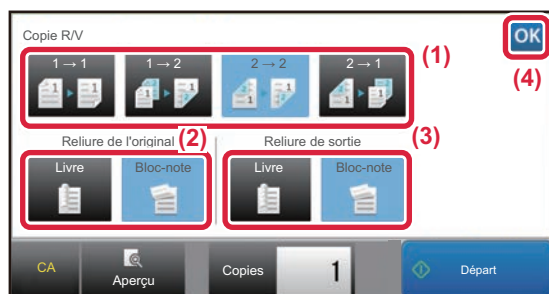 Copie R/V
OK
(1)
(4)
1 → 1
1 → 2
2 → 2
2 → 1
Reliure de l'original (2)
Reliure de sortie
(3)
Livre
Bloc-note
Livre
Bloc-note
CA
Aperçu
Copies
1
Départ